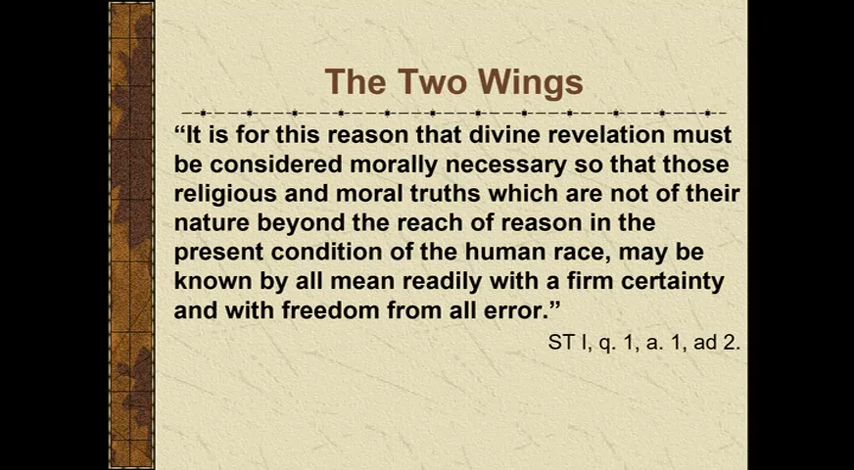 The Two Wings
“It is for this reason that divine revelation must
be considered morally necessary so that those
religious and moral truths which are not of their
nature beyond the reach of reason in the
present condition of the human race, may be
known by all mean readily with a firm certainty
and with freedom from all error.”
ST I, q. 1, a. 1, ad 2.